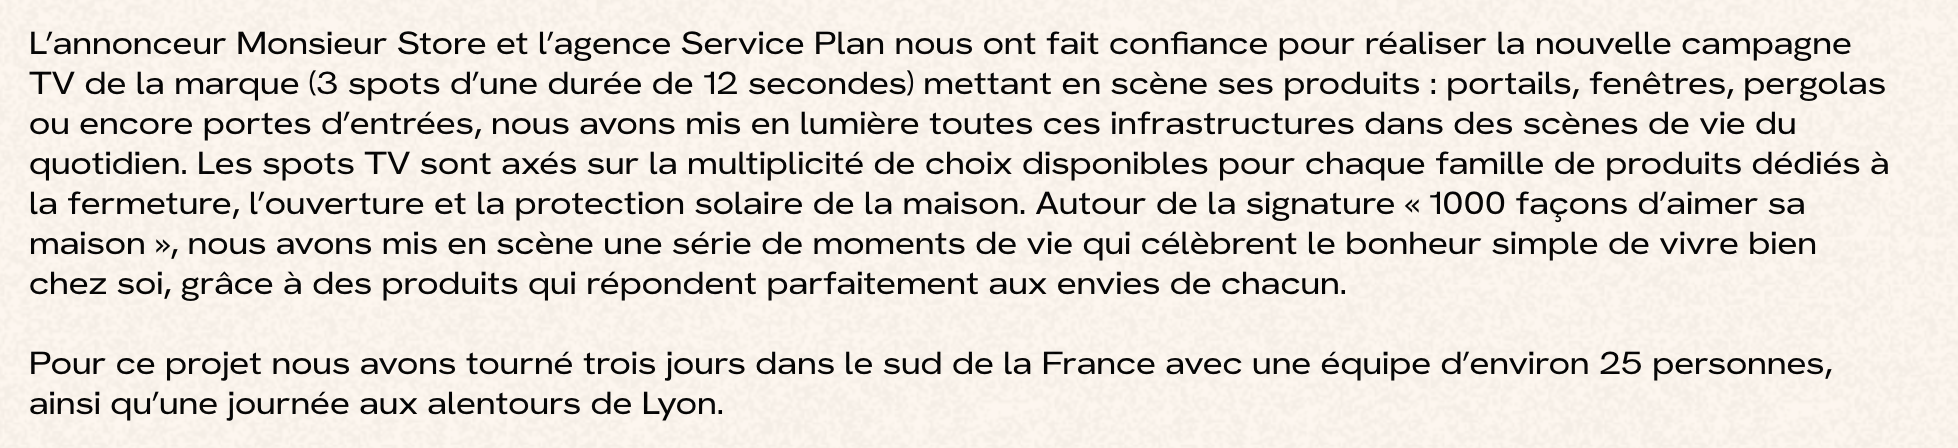 L’annonceur Monsieur Store et l’agence Service Plan nous ont fait confiance pour réaliser la nouvelle campagne
TV de la marque (3 spots d’une durée de 12 secondes) mettant en scène ses produits : portails, fenêtres, pergolas
ou encore portes d’entrées, nous avons mis en lumière toutes ces infrastructures dans des scènes de vie du
quotidien. Les spots TV sont axés sur la multiplicité de choix disponibles pour chaque famille de produits dédiés à
la fermeture, l’ouverture et la protection solaire de la maison. Autour de la signature « 1000 façons d’aimer sa
maison », nous avons mis en scène une série de moments de vie qui célèbrent le bonheur simple de vivre bien
chez soi, grâce à des produits qui répondent parfaitement aux envies de chacun.

Pour ce projet nous avons tourné trois jours dans le sud de la France avec une équipe d’environ 25 personnes,
ainsi qu’une journée aux alentours de Lyon.